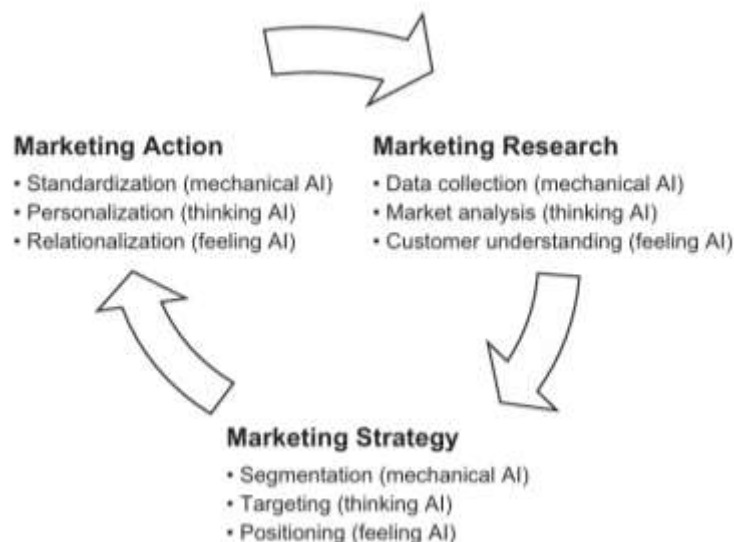 Marketing Action
• Standardization (mechanical AI)
• Personalization (thinking AI)
• Relationalization (feeling AI)
Marketing Research
• Data collection (mechanical AI)
• Market analysis (thinking AI)
• Customer understanding (feeling AI)
Marketing Strategy
• Segmentation (mechanical AI)
• Targeting (thinking AI)
• Positioning (feeling AI)